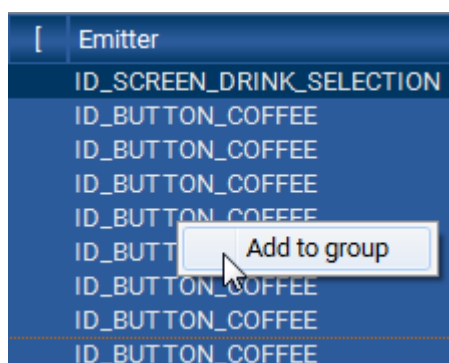 [ Emitter
ID_SCREEN_DRINK_SELECTION
ID_BUTTON_COFFEE
ID_BUTTON_COFFEE
ID_BUTTON_COFFEE
ID_BUTTON_COFFEE
ID_BUTT
Add to group
ID_BUTTON_COFFEE
ID_BUTTON_COFFEE
ID_BUTTON_COFFEE